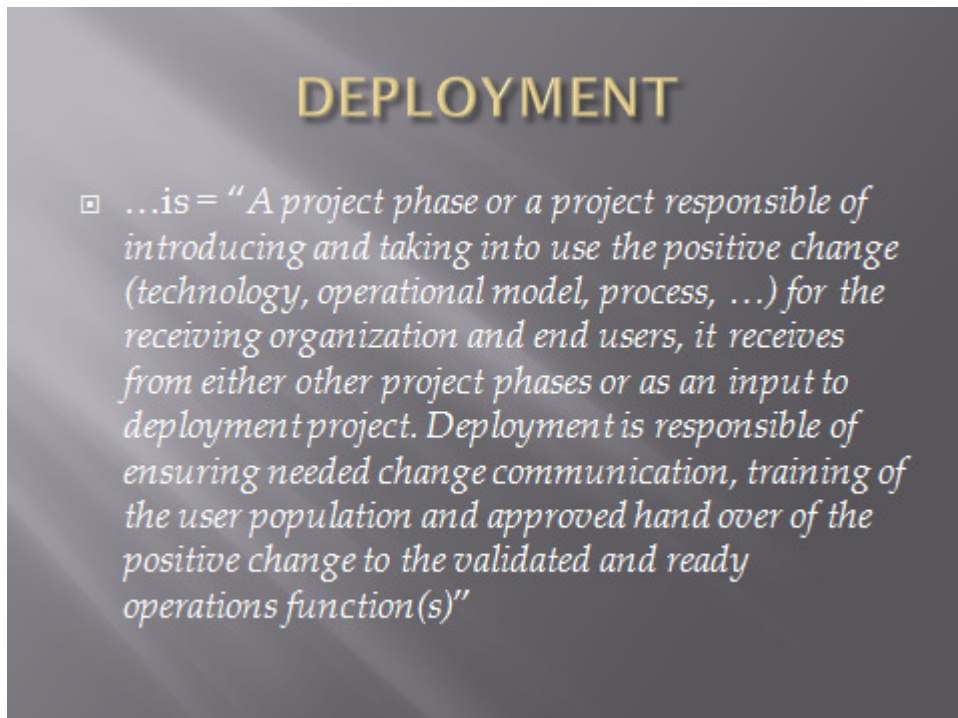 DEPLOYMENT
…is = “A project phase or a project responsible of
introducing and taking into use the positive change
(technology, operational model, process, …) for the
receiving organization and end users, it receives
from either other project phases or as an input to
deployment project. Deployment is responsible of
ensuring needed change communication, training of
the user population and approved hand over of the
positive change to the validated and ready
operations function(s)”